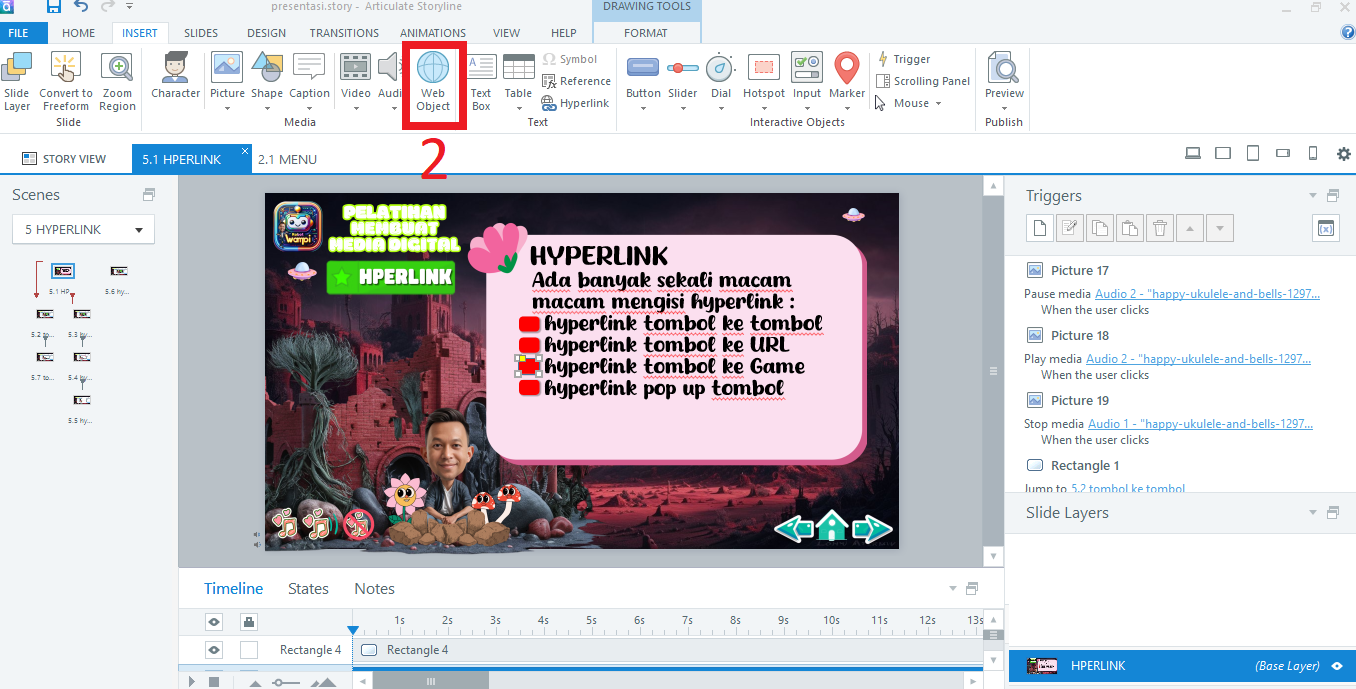 presentasi.story - Articulate Storyline
DRAWING TOOLS
FILE HOME INSERT SLIDES DESIGN TRANSITIONS ANIMATIONS VIEW HELP FORMAT
Slide Layer
Convert to Freeform
Zoom Region
Character
Picture
Shape
Caption
Video
Audi
Web Object
Text Box
Table
Symbol
Reference
Hyperlink
Button
Slider
Dial
Hotspot
Input
Marker
Trigger
Scrolling Panel
Mouse
Preview
Slide
Media
Text
Interactive Objects
Publish
2
STORY VIEW
5.1 HPERLINK
2.1 MENU
Scenes
5 HYPERLINK
5.1 HP...
5.6 hy...
5.2 to...
5.3 hy...
5.7 to...
5.4 hy...
5.5 hy...
Robot
wampi
PELATIHAN
MEMBUAT
MEDIA DIGITAL
HPERLINK
HYPERLINK
Ada banyak sekali macam
macam mengisi hyperlink :
hyperlink tombol ke tombol
hyperlink tombol ke URL
hyperlink tombol ke Game
hyperlink pop up tombol
Triggers
Picture 17
Pause media Audio 2 - "happy-ukulele-and-bells-1297...
When the user clicks
Picture 18
Play media Audio 2 - "happy-ukulele-and-bells-1297...
When the user clicks
Picture 19
Stop media Audio 1 - "happy-ukulele-and-bells-1297...
When the user clicks
Rectangle 1
Jump to 5.2 tombol ke tombol
Slide Layers
HPERLINK (Base Layer)
Timeline States Notes
1s 2s 3s 4s 5s 6s 7s 8s 9s 10s 11s 12s 13s
Rectangle 4 Rectangle 4